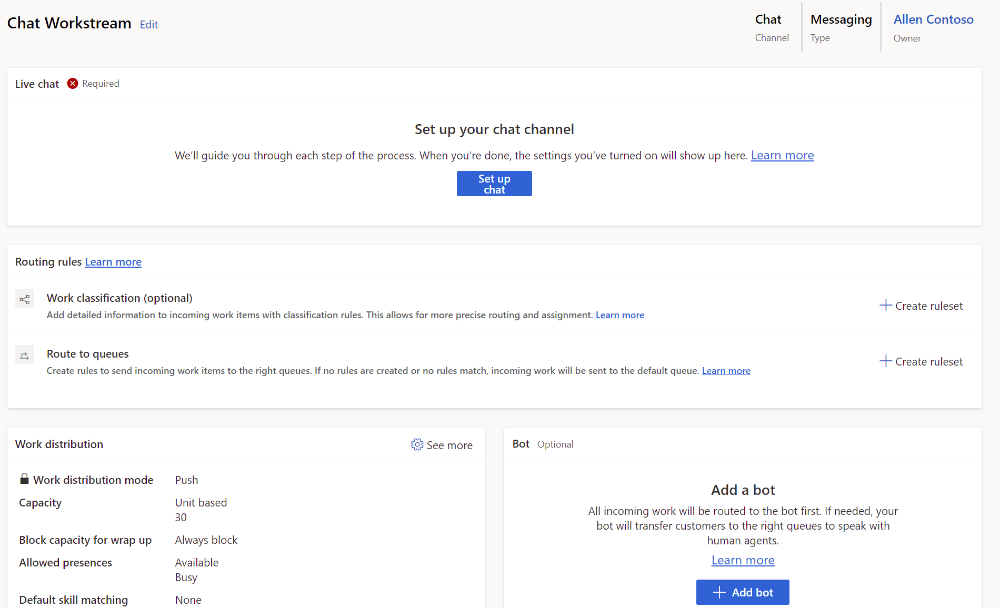 Chat Workstream Edit
Chat
Channel
Messaging
Type
Allen Contoso
Owner
Live chat Required
Set up your chat channel
We’ll guide you through each step of the process. When you’re done, the settings you’ve turned on will show up here. Learn more
Set up
chat
Routing rules Learn more
Work classification (optional)
Add detailed information to incoming work items with classification rules. This allows for more precise routing and assignment. Learn more
Create ruleset
Route to queues
Create rules to send incoming work items to the right queues. If no rules are created or no rules match, incoming work will be sent to the default queue. Learn more
Create ruleset
Work distribution See more
Work distribution mode Push
Capacity Unit based
30
Block capacity for wrap up Always block
Allowed presences Available
Busy
Default skill matching None
Bot Optional
Add a bot
All incoming work will be routed to the bot first. If needed, your
bot will transfer customers to the right queues to speak with
human agents.
Learn more
Add bot